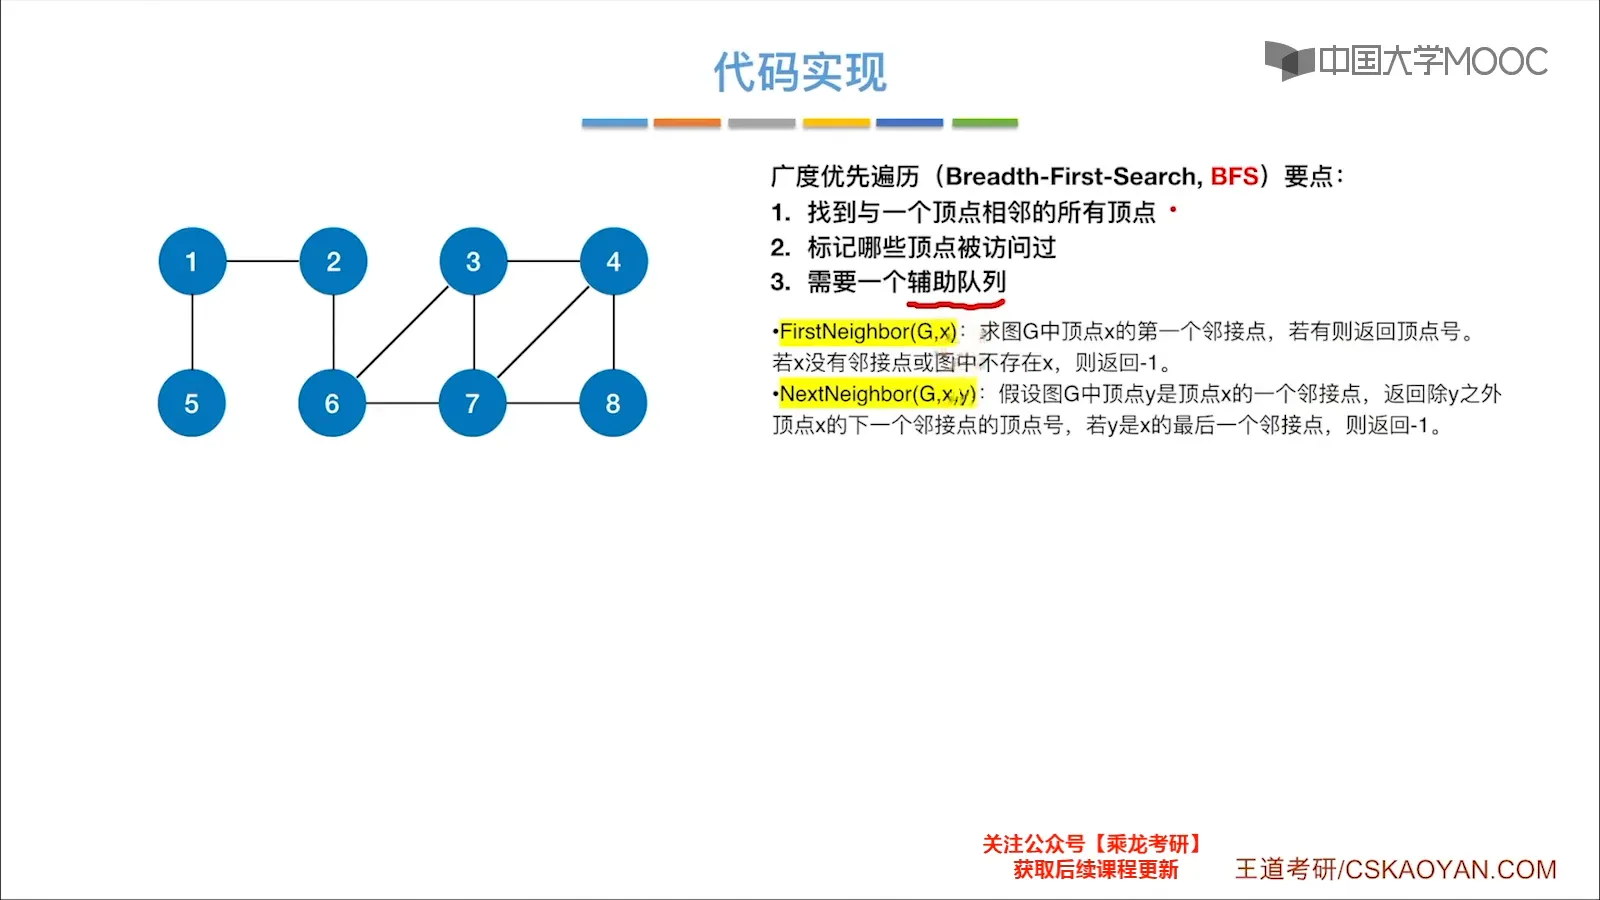 代码实现
中国大学MOOC
广度优先遍历（Breadth-First-Search, BFS）要点：
1. 找到与一个顶点相邻的所有顶点
2. 标记哪些顶点被访问过
3. 需要一个辅助队列
•FirstNeighbor(G,x)：求图G中顶点x的第一个邻接点，若有则返回顶点号。
若x没有邻接点或图中不存在x，则返回-1。
•NextNeighbor(G,x,y)：假设图G中顶点y是顶点x的一个邻接点，返回除y之外
顶点x的下一个邻接点的顶点号，若y是x的最后一个邻接点，则返回-1。
1 2 3 4
5 6 7 8
关注公众号【乘龙考研】
获取后续课程更新
王道考研/CSKAOYAN.COM